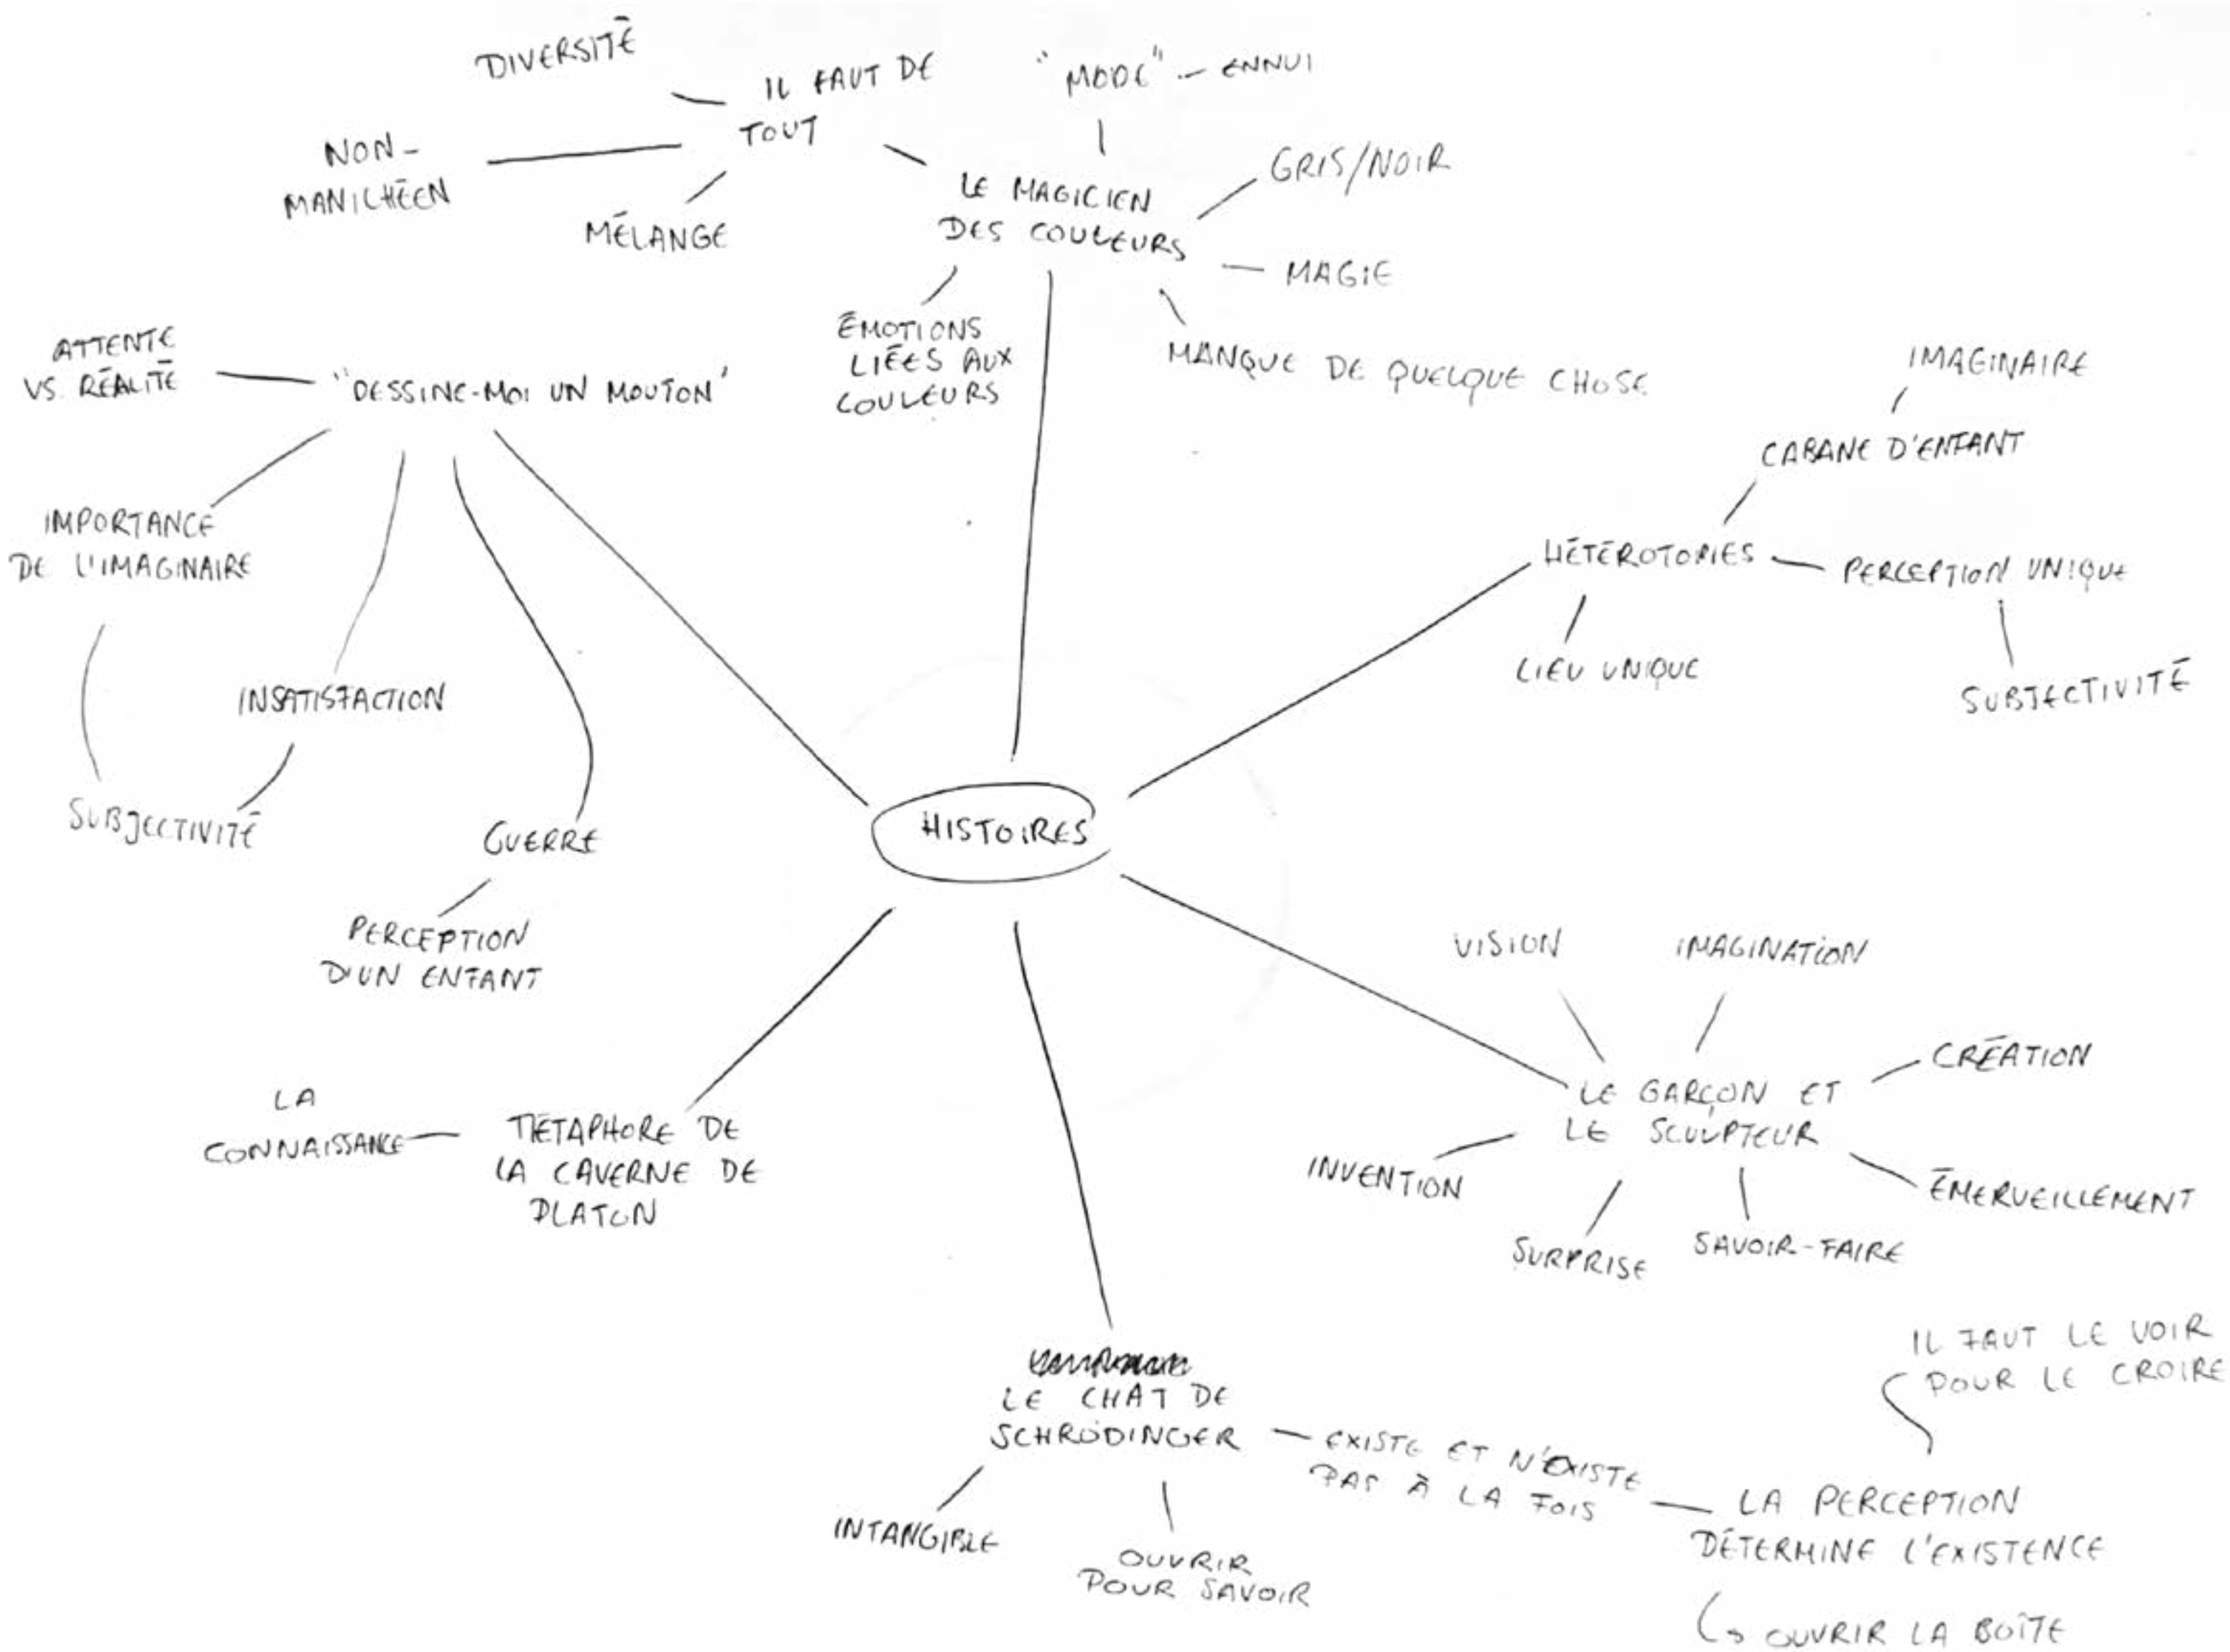 DIVERSITÉ
IL FAUT DE
TOUT
"MODE" - ENNUI
NON-
MANICHÉEN
MÉLANGE
LE MAGICIEN
DES COULEURS
GRIS/NOIR
MAGIE
MANQUE DE QUELQUE CHOSE
ÉMOTIONS
LIÉES AUX
COULEURS
ATTENTE
VS. RÉALITÉ
"DESSINE-MOI UN MOUTON"
IMPORTANCE
DE L'IMAGINAIRE
INSATISFACTION
SUBJECTIVITÉ
GUERRE
PERCEPTION
D'UN ENFANT
IMAGINAIRE
CABANE D'ENFANT
HÉTÉROTOPIES
PERCEPTION UNIQUE
LIEU UNIQUE
SUBJECTIVITÉ
HISTOIRES
VISION
IMAGINATION
CRÉATION
LE GARÇON ET
LE SCULPTEUR
INVENTION
ÉMERVEILLEMENT
SURPRISE
SAVOIR-FAIRE
LA
CONNAISSANCE
MÉTAPHORE DE
LA CAVERNE DE
PLATON
LE CHAT DE
SCHRÖDINGER
EXISTE ET N'EXISTE
PAS À LA FOIS
INTANGIBLE
OUVRIR
POUR SAVOIR
IL FAUT LE VOIR
POUR LE CROIRE
LA PERCEPTION
DÉTERMINE L'EXISTENCE
↳ OUVRIR LA BOÎTE